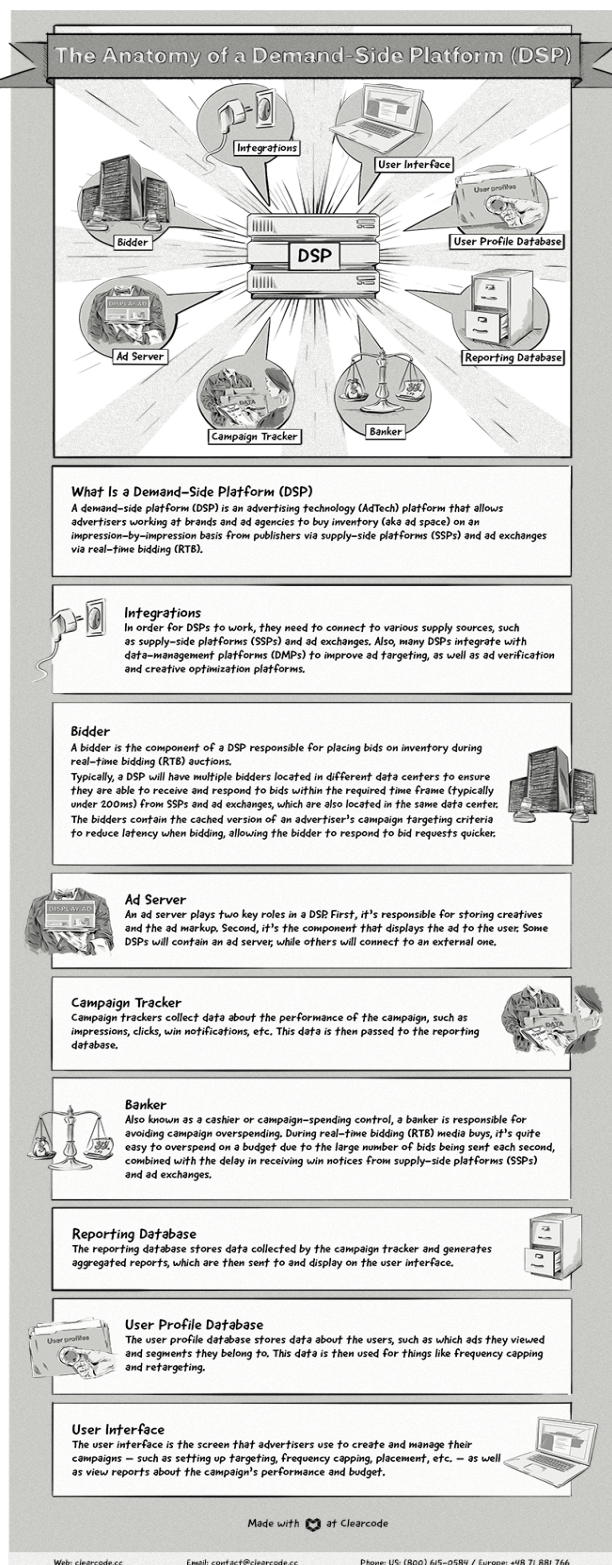 The Anatomy of a Demand-Side Platform (DSP)
Integrations
User Interface
User profiles
Bidder
User Profile Database
DSP
DISPLAY AD
Ad Server
Reporting Database
DATA
Campaign Tracker
Banker
What Is a Demand-Side Platform (DSP)
A demand-side platform (DSP) is an advertising technology (AdTech) platform that allows
advertisers working at brands and ad agencies to buy inventory (aka ad space) on an
impression-by-impression basis from publishers via supply-side platforms (SSPs) and ad exchanges
via real-time bidding (RTB).
Integrations
In order for DSPs to work, they need to connect to various supply sources, such
as supply-side platforms (SSPs) and ad exchanges. Also, many DSPs integrate with
data-management platforms (DMPs) to improve ad targeting, as well as ad verification
and creative optimization platforms.
Bidder
A bidder is the component of a DSP responsible for placing bids on inventory during
real-time bidding (RTB) auctions.
Typically, a DSP will have multiple bidders located in different data centers to ensure
they are able to receive and respond to bids within the required time frame (typically
under 200ms) from SSPs and ad exchanges, which are also located in the same data center.
The bidders contain the cached version of an advertiser's campaign targeting criteria
to reduce latency when bidding, allowing the bidder to respond to bid requests quicker.
Ad Server
An ad server plays two key roles in a DSP. First, it's responsible for storing creatives
and the ad markup. Second, it's the component that displays the ad to the user. Some
DSPs will contain an ad server, while others will connect to an external one.
DISPLAY AD
Campaign Tracker
Campaign trackers collect data about the performance of the campaign, such as
impressions, clicks, win notifications, etc. This data is then passed to the reporting
database.
DATA
Banker
Also known as a cashier or campaign-spending control, a banker is responsible for
avoiding campaign overspending. During real-time bidding (RTB) media buys, it's quite
easy to overspend on a budget due to the large number of bids being sent each second,
combined with the delay in receiving win notices from supply-side platforms (SSPs)
and ad exchanges.
Reporting Database
The reporting database stores data collected by the campaign tracker and generates
aggregated reports, which are then sent to and display on the user interface.
User Profile Database
User profiles
The user profile database stores data about the users, such as which ads they viewed
and segments they belong to. This data is then used for things like frequency capping
and retargeting.
User Interface
The user interface is the screen that advertisers use to create and manage their
campaigns – such as setting up targeting, frequency capping, placement, etc. – as well
as view reports about the campaign's performance and budget.
Made with at Clearcode
Web: clearcode.cc Email: contact@clearcode.cc Phone: US: (800) 615-0584 / Europe: +48 71 881 766